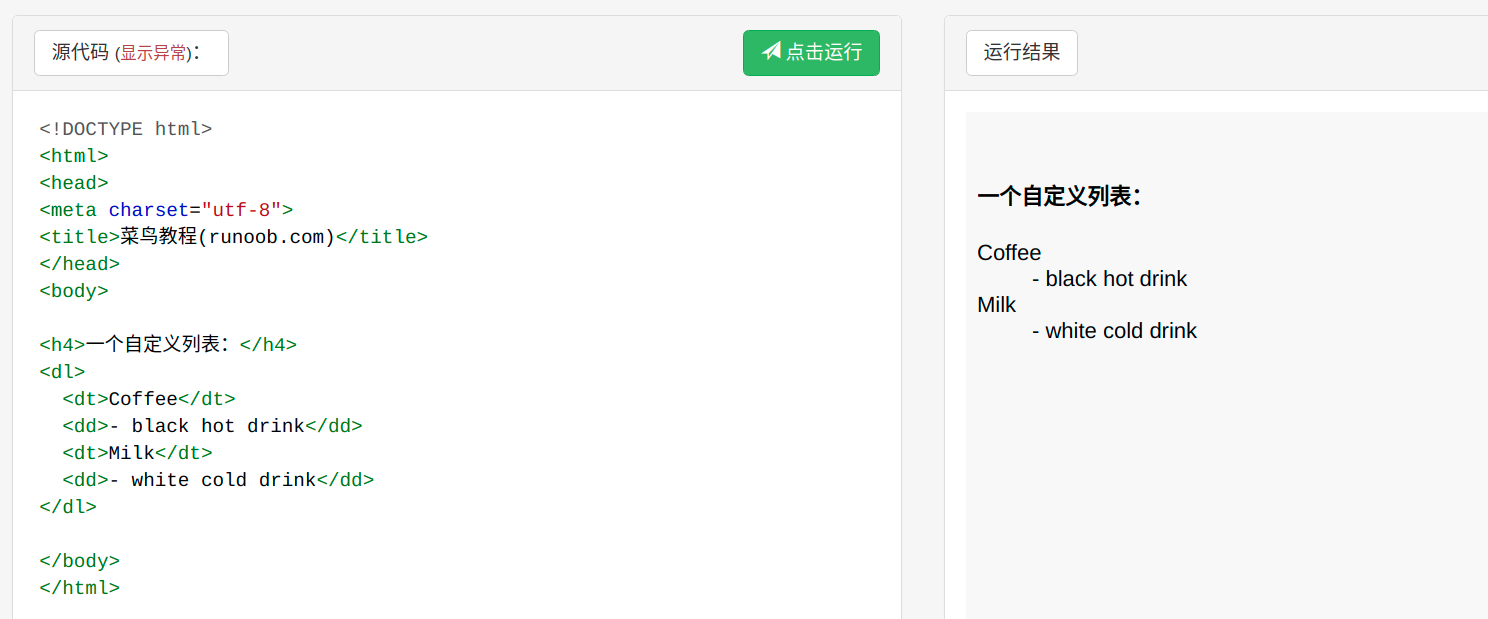 源代码 (显示异常)：
点击运行
<!DOCTYPE html>
<html>
<head>
<meta charset="utf-8">
<title>菜鸟教程(runoob.com)</title>
</head>
<body>
<h4>一个自定义列表：</h4>
<dl>
  <dt>Coffee</dt>
  <dd>- black hot drink</dd>
  <dt>Milk</dt>
  <dd>- white cold drink</dd>
</dl>
</body>
</html>
运行结果
一个自定义列表：
Coffee
- black hot drink
Milk
- white cold drink